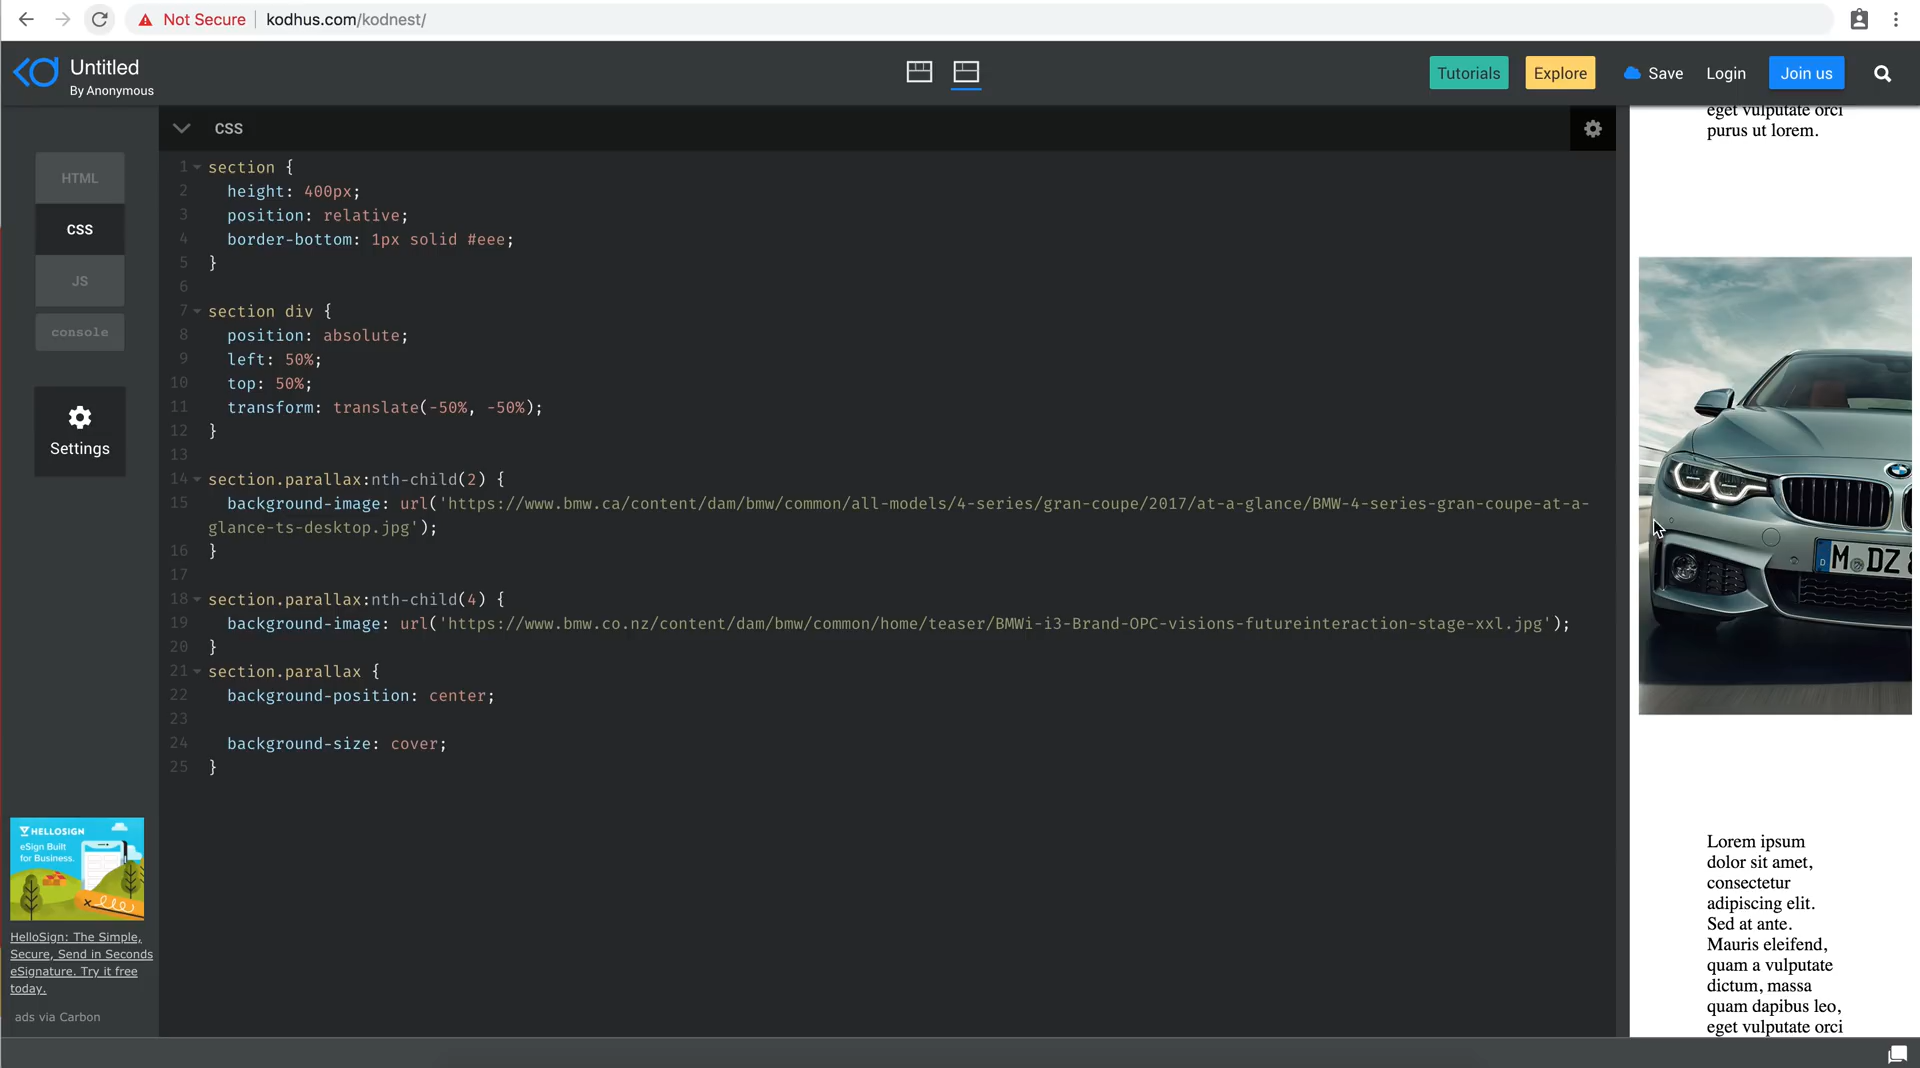 Not Secure
kodhus.com/kodnest/
Untitled
By Anonymous
Tutorials
Explore
Save
Login
Join us
HTML
CSS
JS
console
Settings
CSS
1 section {
2 height: 400px;
3 position: relative;
4 border-bottom: 1px solid #eee;
5 }
6
7 section div {
8 position: absolute;
9 left: 50%;
10 top: 50%;
11 transform: translate(-50%, -50%);
12 }
13
14 section.parallax:nth-child(2) {
15 background-image: url('https://www.bmw.ca/content/dam/bmw/common/all-models/4-series/gran-coupe/2017/at-a-glance/BMW-4-series-gran-coupe-at-a-
glance-ts-desktop.jpg');
16 }
17
18 section.parallax:nth-child(4) {
19 background-image: url('https://www.bmw.co.nz/content/dam/bmw/common/home/teaser/BMWi-i3-Brand-OPC-visions-futureinteraction-stage-xxl.jpg');
20 }
21 section.parallax {
22 background-position: center;
23
24 background-size: cover;
25 }
HELLOSIGN
eSign Built
for Business.
HelloSign: The Simple,
Secure, Send in Seconds
eSignature. Try it free
today.
ads via Carbon
eget vulputate orci
purus ut lorem.
M DZ
Lorem ipsum
dolor sit amet,
consectetur
adipiscing elit.
Sed at ante.
Mauris eleifend,
quam a vulputate
dictum, massa
quam dapibus leo,
eget vulputate orci